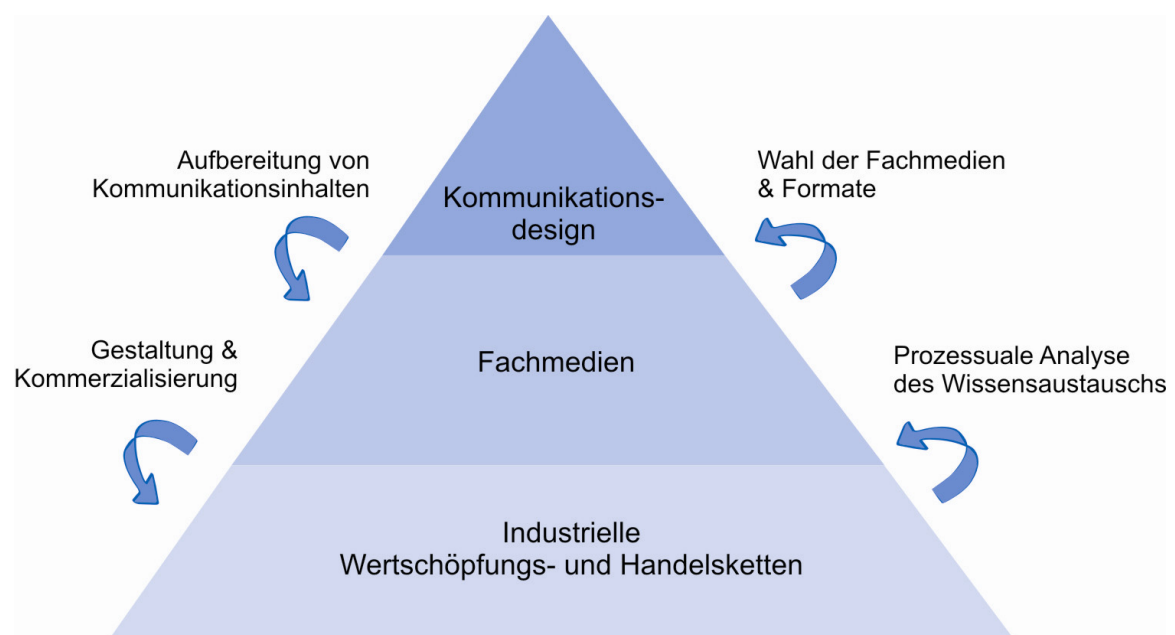 Aufbereitung von
Kommunikationsinhalten
Wahl der Fachmedien
& Formate
Kommunikations-
design
Gestaltung &
Kommerzialisierung
Fachmedien
Prozessuale Analyse
des Wissensaustauschs
Industrielle
Wertschöpfungs- und Handelsketten